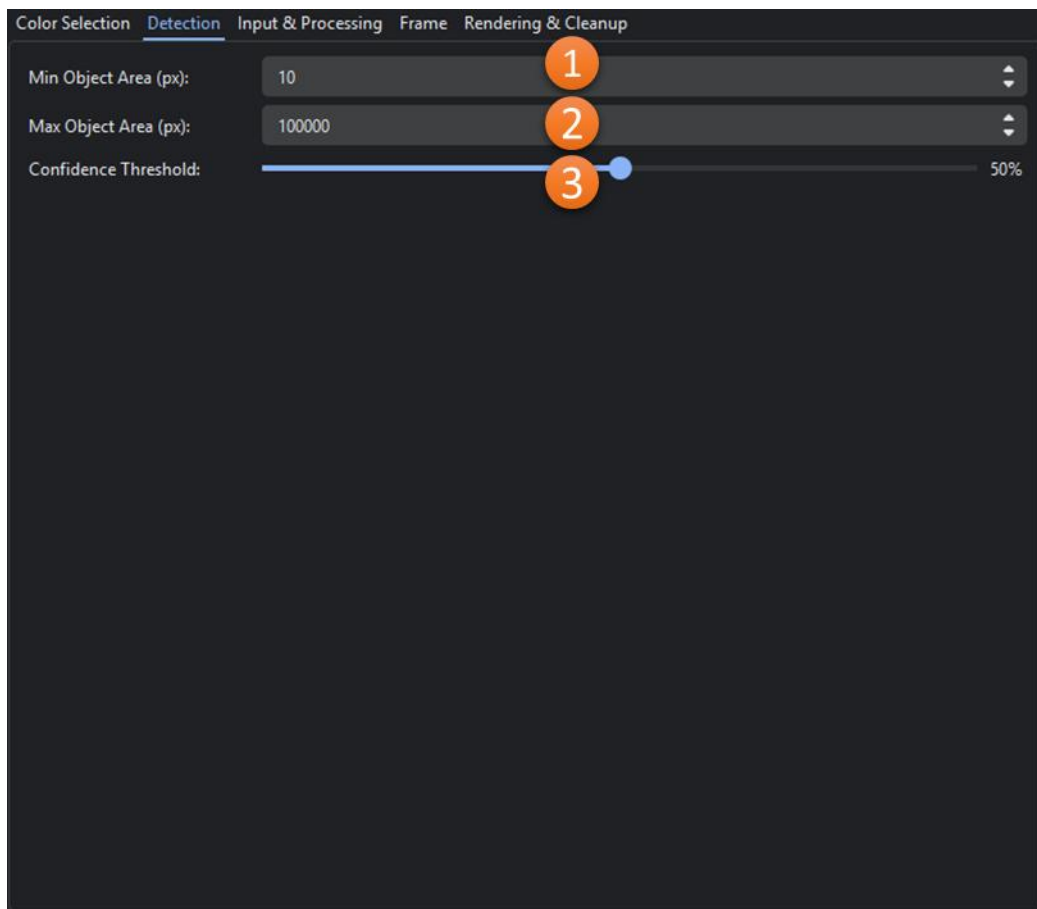 Color Selection Detection Input & Processing Frame Rendering & Cleanup
Min Object Area (px): 10 1
Max Object Area (px): 100000 2
Confidence Threshold: 3 50%